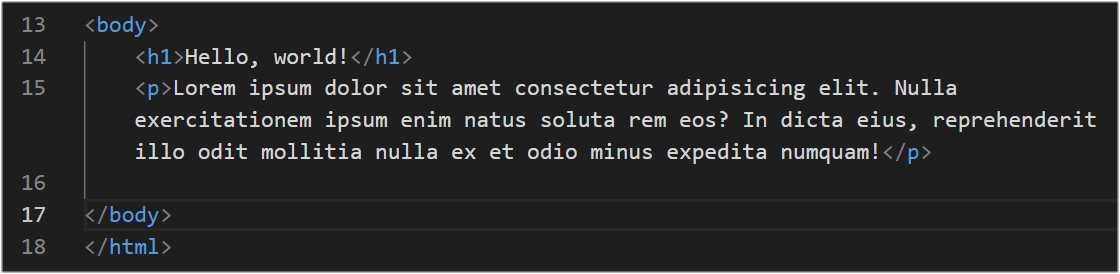 13 <body>
14 <h1>Hello, world!</h1>
15 <p>Lorem ipsum dolor sit amet consectetur adipisicing elit. Nulla
exercitationem ipsum enim natus soluta rem eos? In dicta eius, reprehenderit
illo odit mollitia nulla ex et odio minus expedita numquam!</p>
16
17 </body>
18 </html>